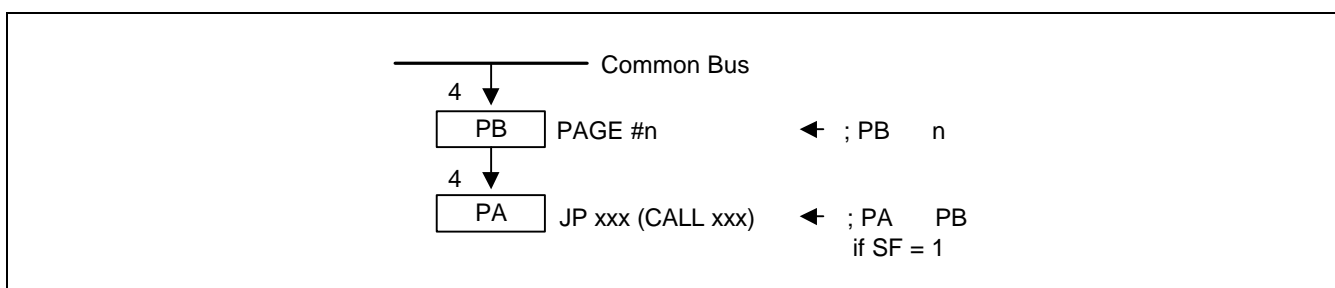 Common Bus
4
PB PAGE #n ; PB n
4
PA JP xxx (CALL xxx) ; PA PB
if SF = 1